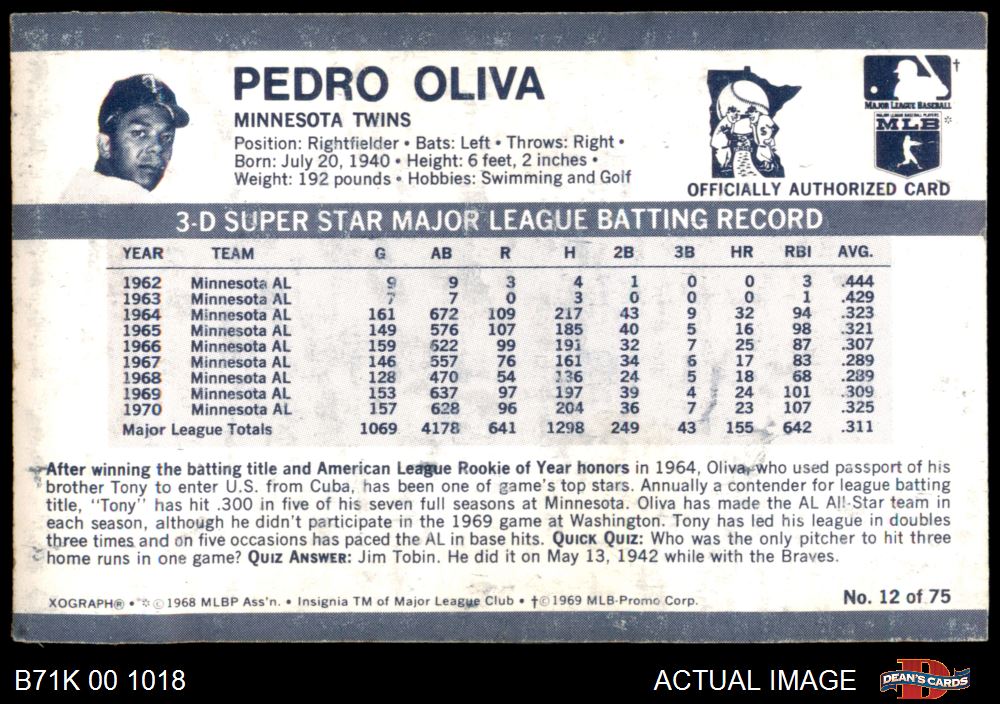 PEDRO OLIVA
MINNESOTA TWINS
Position: Rightfielder • Bats: Left • Throws: Right •
Born: July 20, 1940 • Height: 6 feet, 2 inches •
Weight: 192 pounds • Hobbies: Swimming and Golf
†
MAJOR LEAGUE BASEBALL
MAJOR LEAGUE BASEBALL PLAYERS
MLB
OFFICIALLY AUTHORIZED CARD
3-D SUPER STAR MAJOR LEAGUE BATTING RECORD
YEAR TEAM G AB R H 2B 3B HR RBI AVG.
1962 Minnesota AL 9 9 3 4 1 0 0 3 .444
1963 Minnesota AL 7 7 0 3 0 0 0 1 .429
1964 Minnesota AL 161 672 109 217 43 9 32 94 .323
1965 Minnesota AL 149 576 107 185 40 5 16 98 .321
1966 Minnesota AL 159 622 99 191 32 7 25 87 .307
1967 Minnesota AL 146 557 76 161 34 6 17 83 .289
1968 Minnesota AL 128 470 54 136 24 5 18 68 .289
1969 Minnesota AL 153 637 97 197 39 4 24 101 .309
1970 Minnesota AL 157 628 96 204 36 7 23 107 .325
Major League Totals 1069 4178 641 1298 249 43 155 642 .311
After winning the batting title and American League Rookie of Year honors in 1964, Oliva, who used passport of his
brother Tony to enter U.S. from Cuba, has been one of game's top stars. Annually a contender for league batting
title, "Tony" has hit .300 in five of his seven full seasons at Minnesota. Oliva has made the AL All-Star team in
each season, although he didn't participate in the 1969 game at Washington. Tony has led his league in doubles
three times and on five occasions has paced the AL in base hits. QUICK QUIZ: Who was the only pitcher to hit three
home runs in one game? QUIZ ANSWER: Jim Tobin. He did it on May 13, 1942 while with the Braves.
XOGRAPH® • *©1968 MLBP Ass'n. • Insignia TM of Major League Club • †©1969 MLB-Promo Corp. No. 12 of 75
B71K 00 1018 ACTUAL IMAGE DEAN'S CARDS